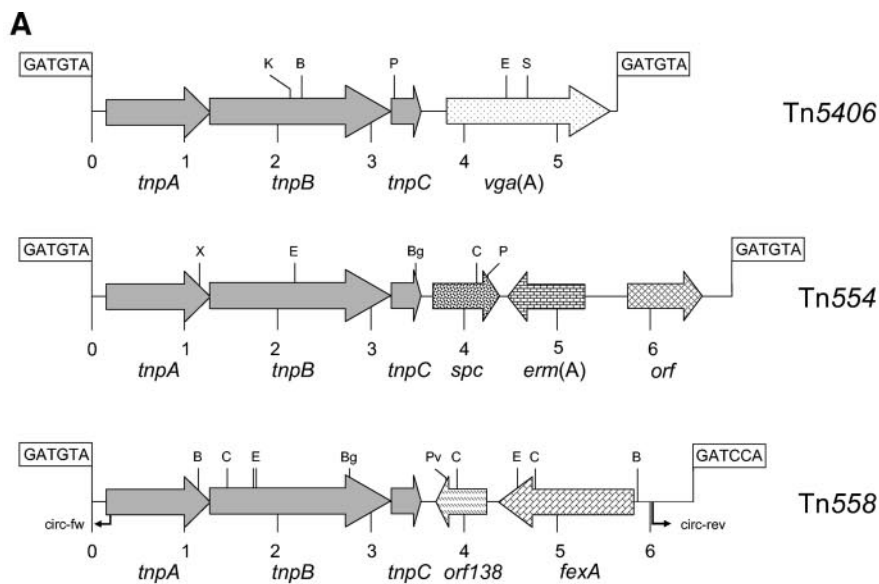 A
GATGTA GATGTA
K B P E S
Tn5406
0 1 2 3 4 5
tnpA tnpB tnpC vga(A)
GATGTA GATGTA
X E Bg C P
Tn554
0 1 2 3 4 5 6
tnpA tnpB tnpC spc erm(A) orf
GATGTA GATCCA
B C E Bg Pv C E C B
Tn558
circ-fw circ-rev
0 1 2 3 4 5 6
tnpA tnpB tnpC orf138 fexA